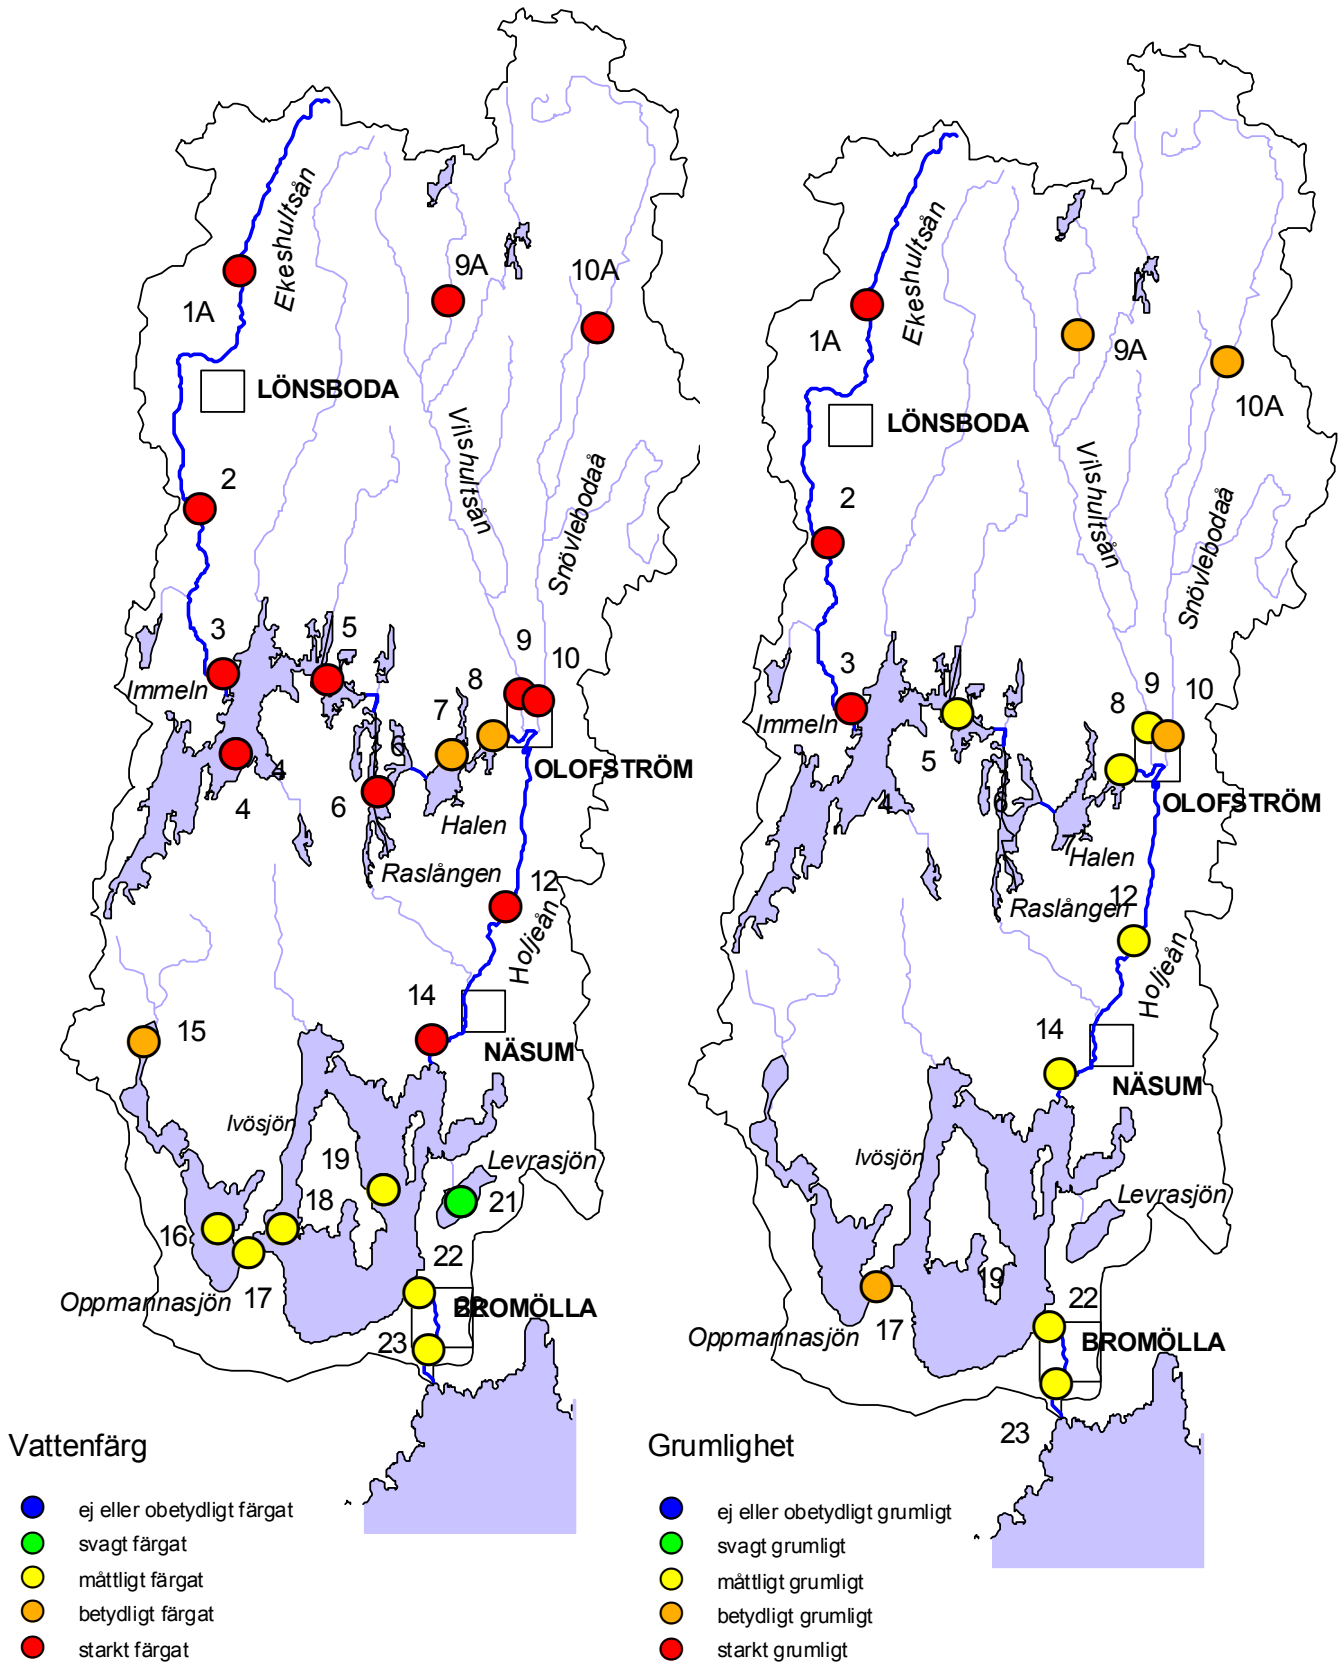 Ekeshultsån
1A
9A
10A
LÖNSBODA
Vilshultsån
Snövlebodaå
2
3
5
9
10
8
7
Immeln
4
4
6
6
OLOFSTRÖM
Halen
Raslången
12
Holjeån
14
15
NÄSUM
Ivösjön
19
18
Levrasjön
21
16
22
17
Oppmannasjön
22
BROMÖLLA
23
Vattenfärg
ej eller obetydligt färgat
svagt färgat
måttligt färgat
betydligt färgat
starkt färgat
Ekeshultsån
1A
9A
10A
LÖNSBODA
Vilshultsån
Snövlebodaå
2
3
9
10
8
Immeln
5
4
6
OLOFSTRÖM
7
Halen
Raslången
12
Holjeån
14
NÄSUM
Ivösjön
Levrasjön
19
22
17
Oppmannasjön
BROMÖLLA
23
Grumlighet
ej eller obetydligt grumligt
svagt grumligt
måttligt grumligt
betydligt grumligt
starkt grumligt